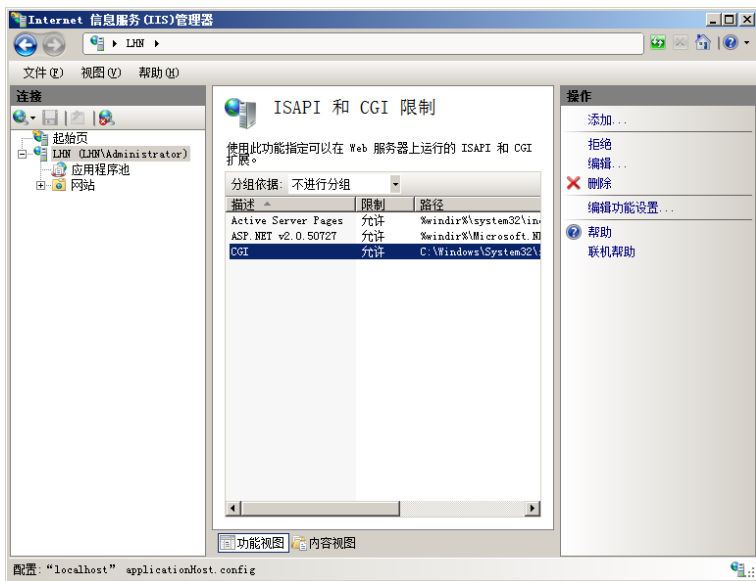 Internet 信息服务(IIS)管理器
LHN
文件(F) 视图(V) 帮助(H)
连接
起始页
LHN (LHN\Administrator)
应用程序池
网站
ISAPI 和 CGI 限制
使用此功能指定可以在 Web 服务器上运行的 ISAPI 和 CGI
扩展。
分组依据: 不进行分组
描述 限制 路径
Active Server Pages 允许 %windir%\system32\in
ASP.NET v2.0.50727 允许 %windir%\Microsoft.N
CGI 允许 C:\Windows\System32\
功能视图 内容视图
操作
添加...
拒绝
编辑...
删除
编辑功能设置...
帮助
联机帮助
配置:“localhost” applicationHost.config